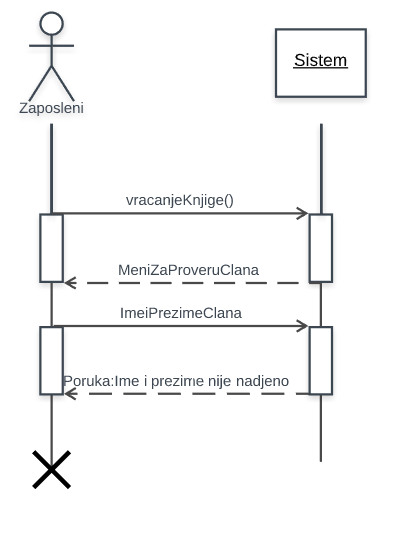 Sistem
Zaposleni
vracanjeKnjige()
MeniZaProveruClana
ImeiPrezimeClana
Poruka:Ime i prezime nije nadjeno